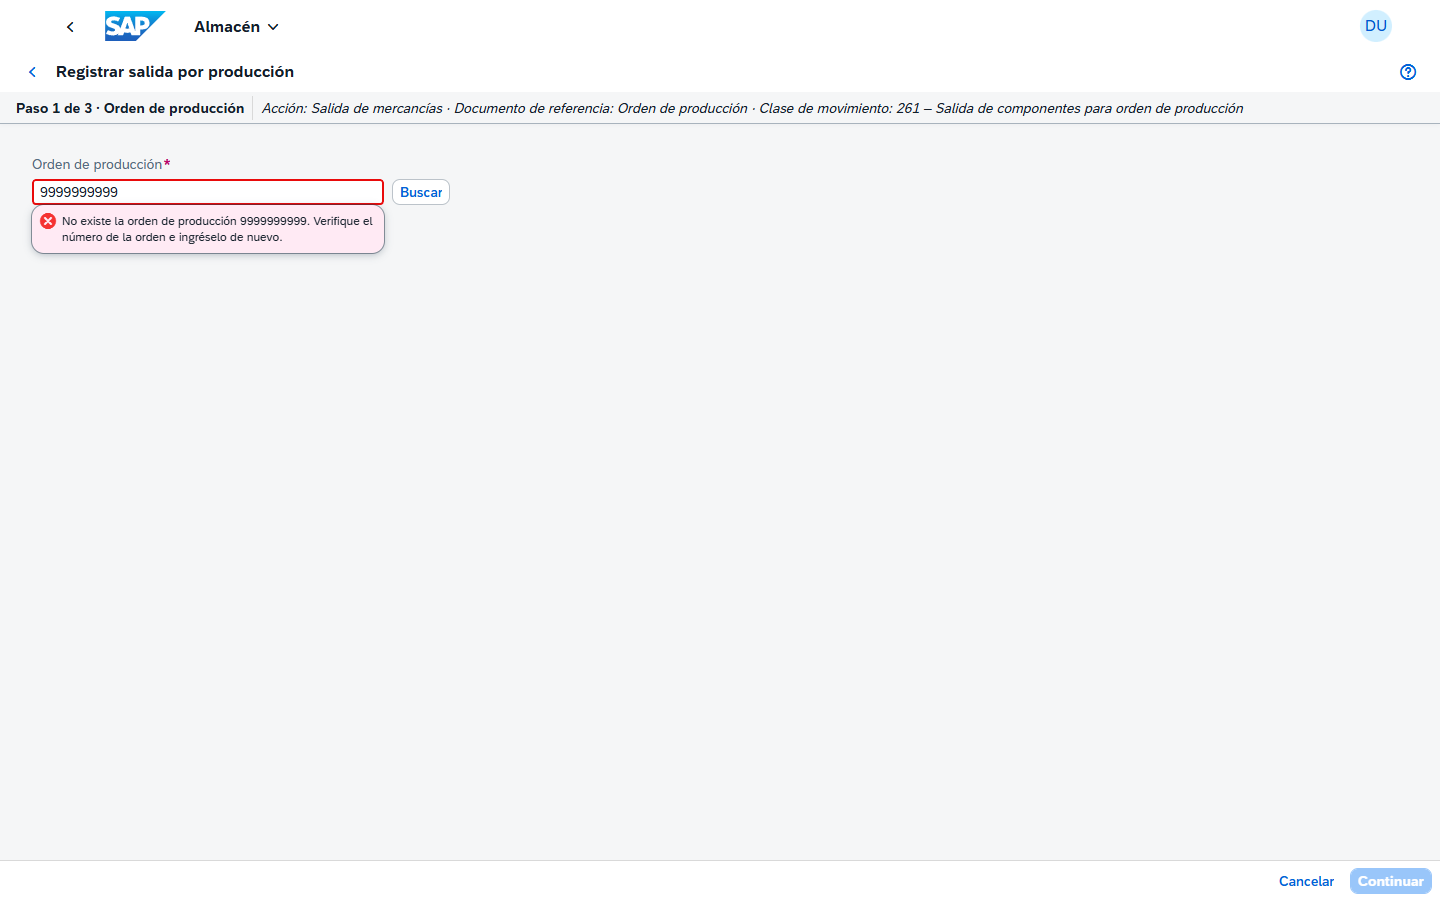 SAP
Almacén
DU
Registrar salida por producción
Paso 1 de 3 · Orden de producción
Acción: Salida de mercancías · Documento de referencia: Orden de producción · Clase de movimiento: 261 – Salida de componentes para orden de producción
Orden de producción*
9999999999
Buscar
No existe la orden de producción 9999999999. Verifique el
número de la orden e ingréselo de nuevo.
Cancelar
Continuar